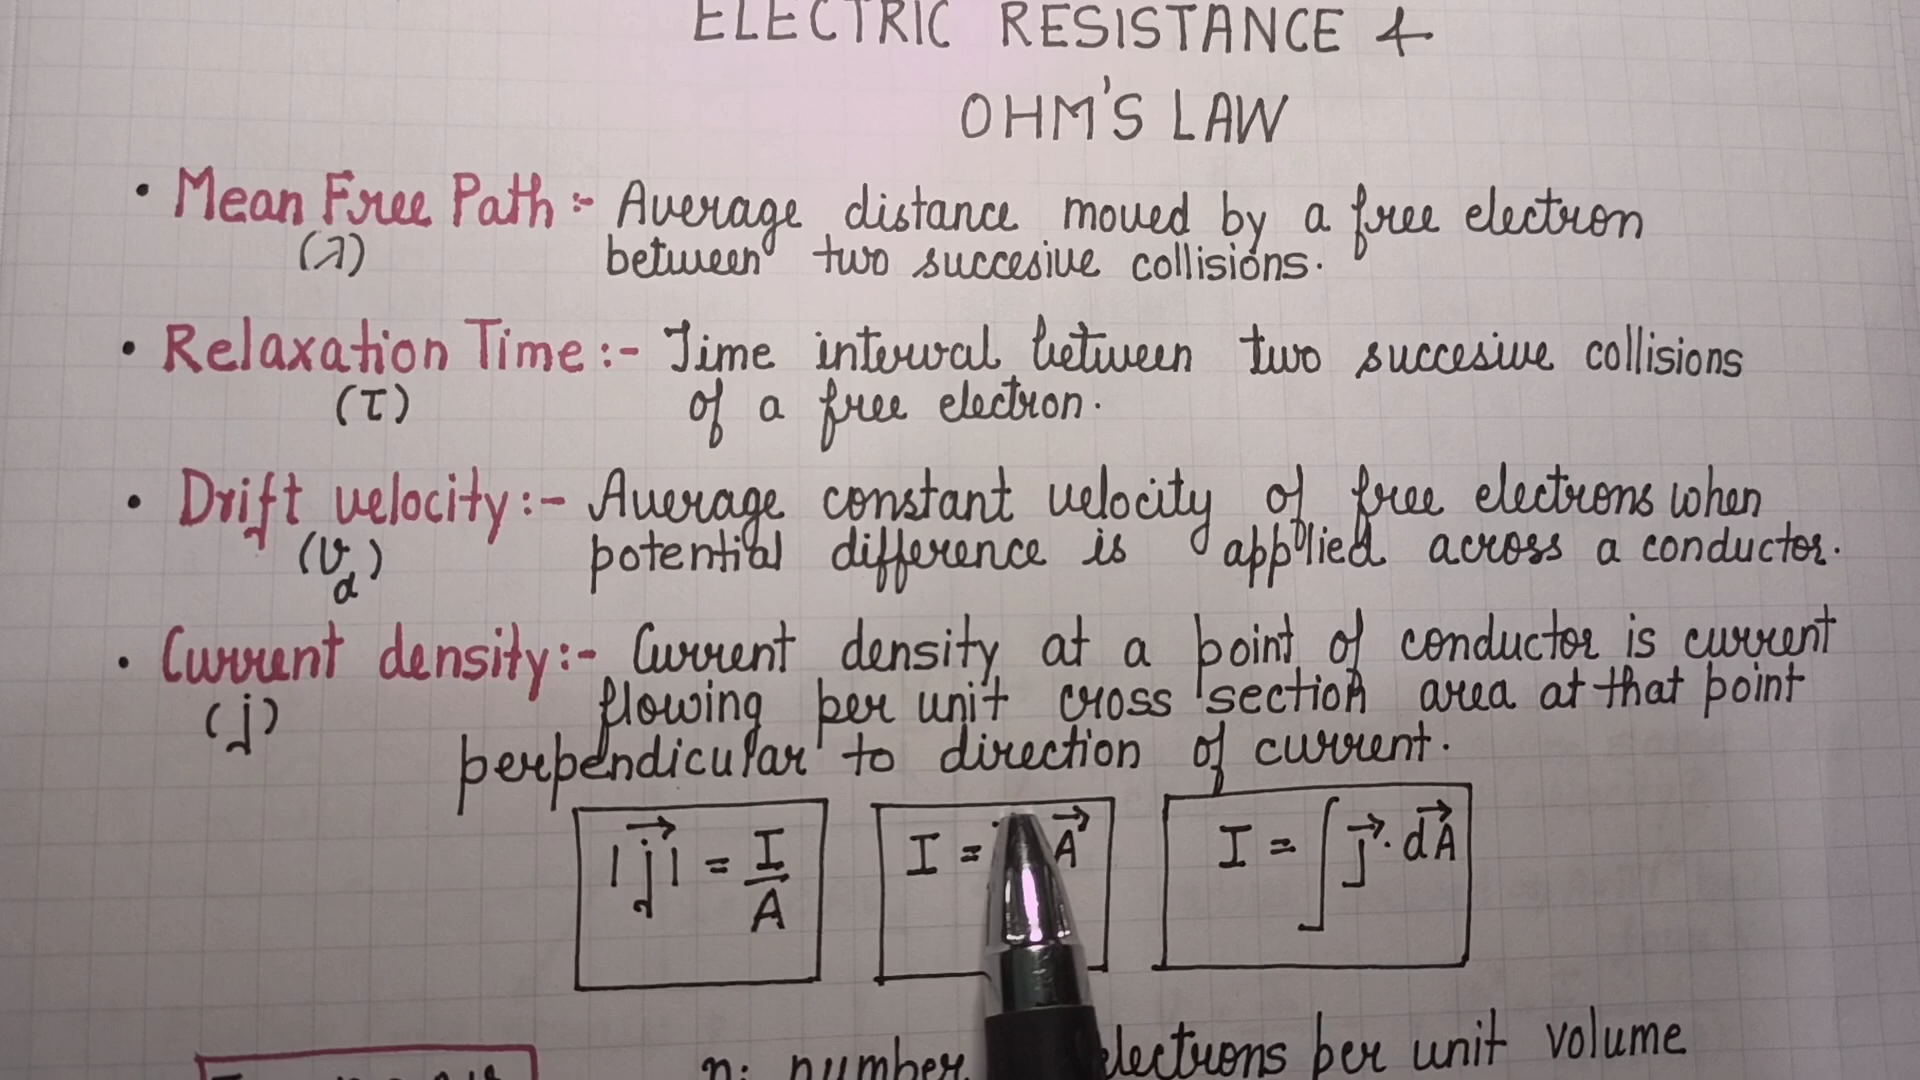 ELECTRIC RESISTANCE &
OHM'S LAW
• Mean Free Path :- Average distance moved by a free electron
(λ) between two succesive collisions.
• Relaxation Time :- Time interval between two succesive collisions
(τ) of a free electron.
• Drift velocity :- Average constant velocity of free electrons when
(v_d) potential difference is applied across a conductor.
• Current density :- Current density at a point of conductor is current
(j) flowing per unit cross section area at that point
perpendicular to direction of current.
|j⃗| = I/A I = A⃗ I = ∫ j⃗ · dA⃗
n: number electrons per unit volume